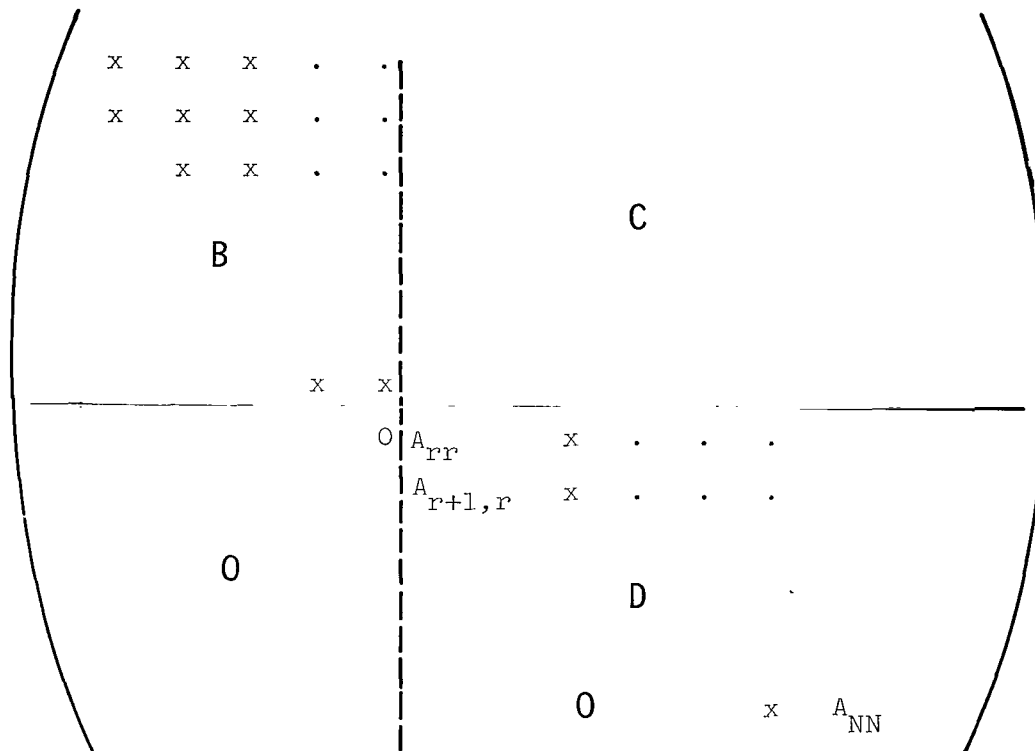 x x x . .
x x x . .
x x . .
C
B
x x
O A_rr x . . .
A_r+1,r x . . .
O
D
O x A_NN